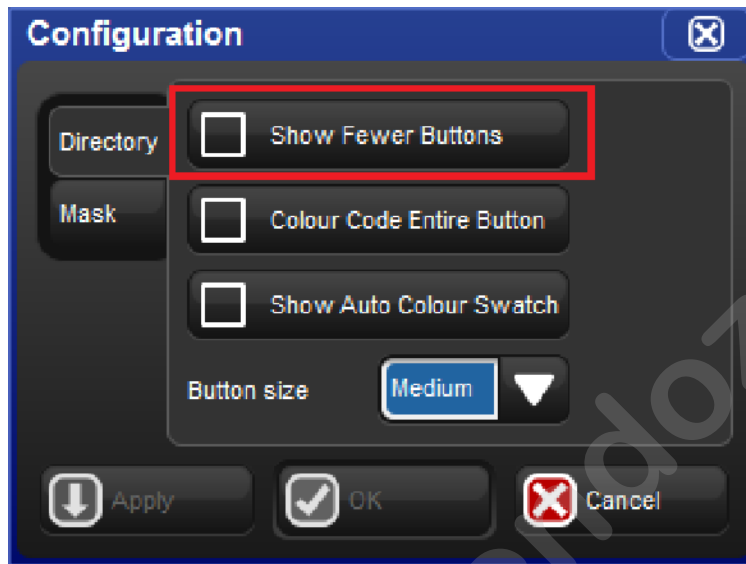 Configuration
Directory
Show Fewer Buttons
Mask
Colour Code Entire Button
Show Auto Colour Swatch
Button size
Medium
Apply
OK
Cancel